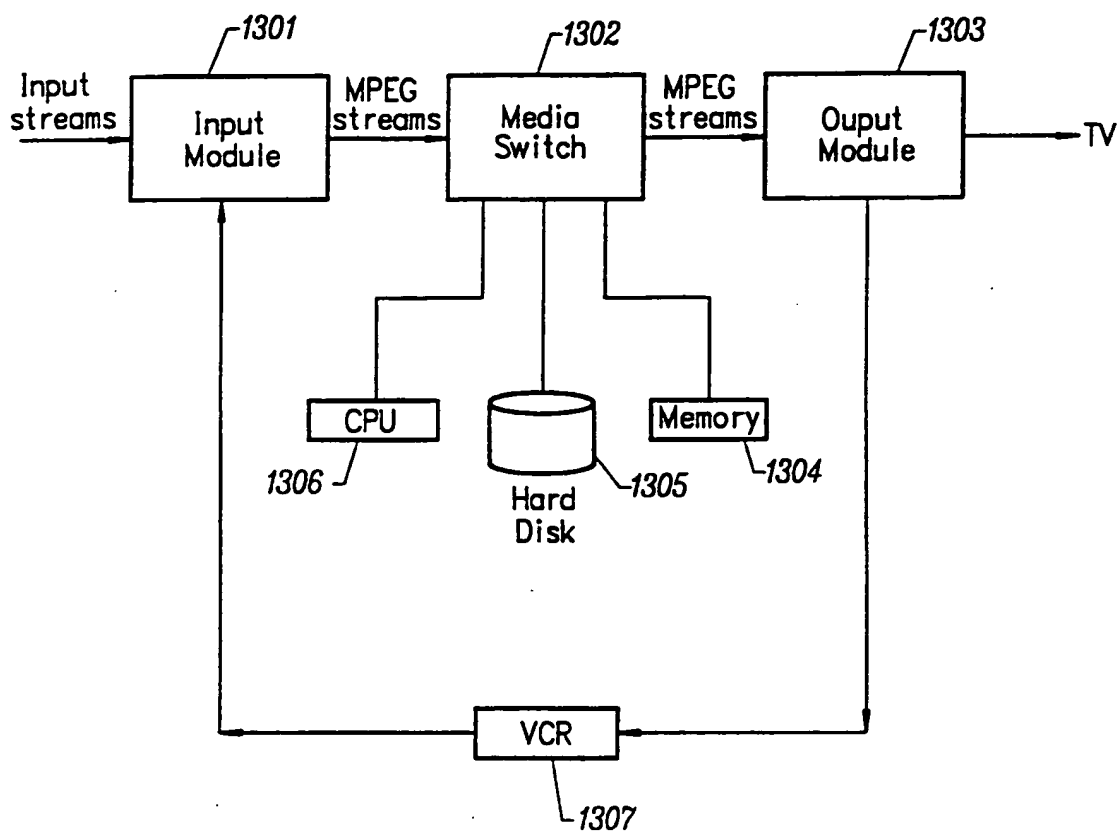 1301
1302
1303
Input
streams
Input
Module
MPEG
streams
Media
Switch
MPEG
streams
Ouput
Module
TV
CPU
1306
Hard
Disk
1305
Memory
1304
VCR
1307